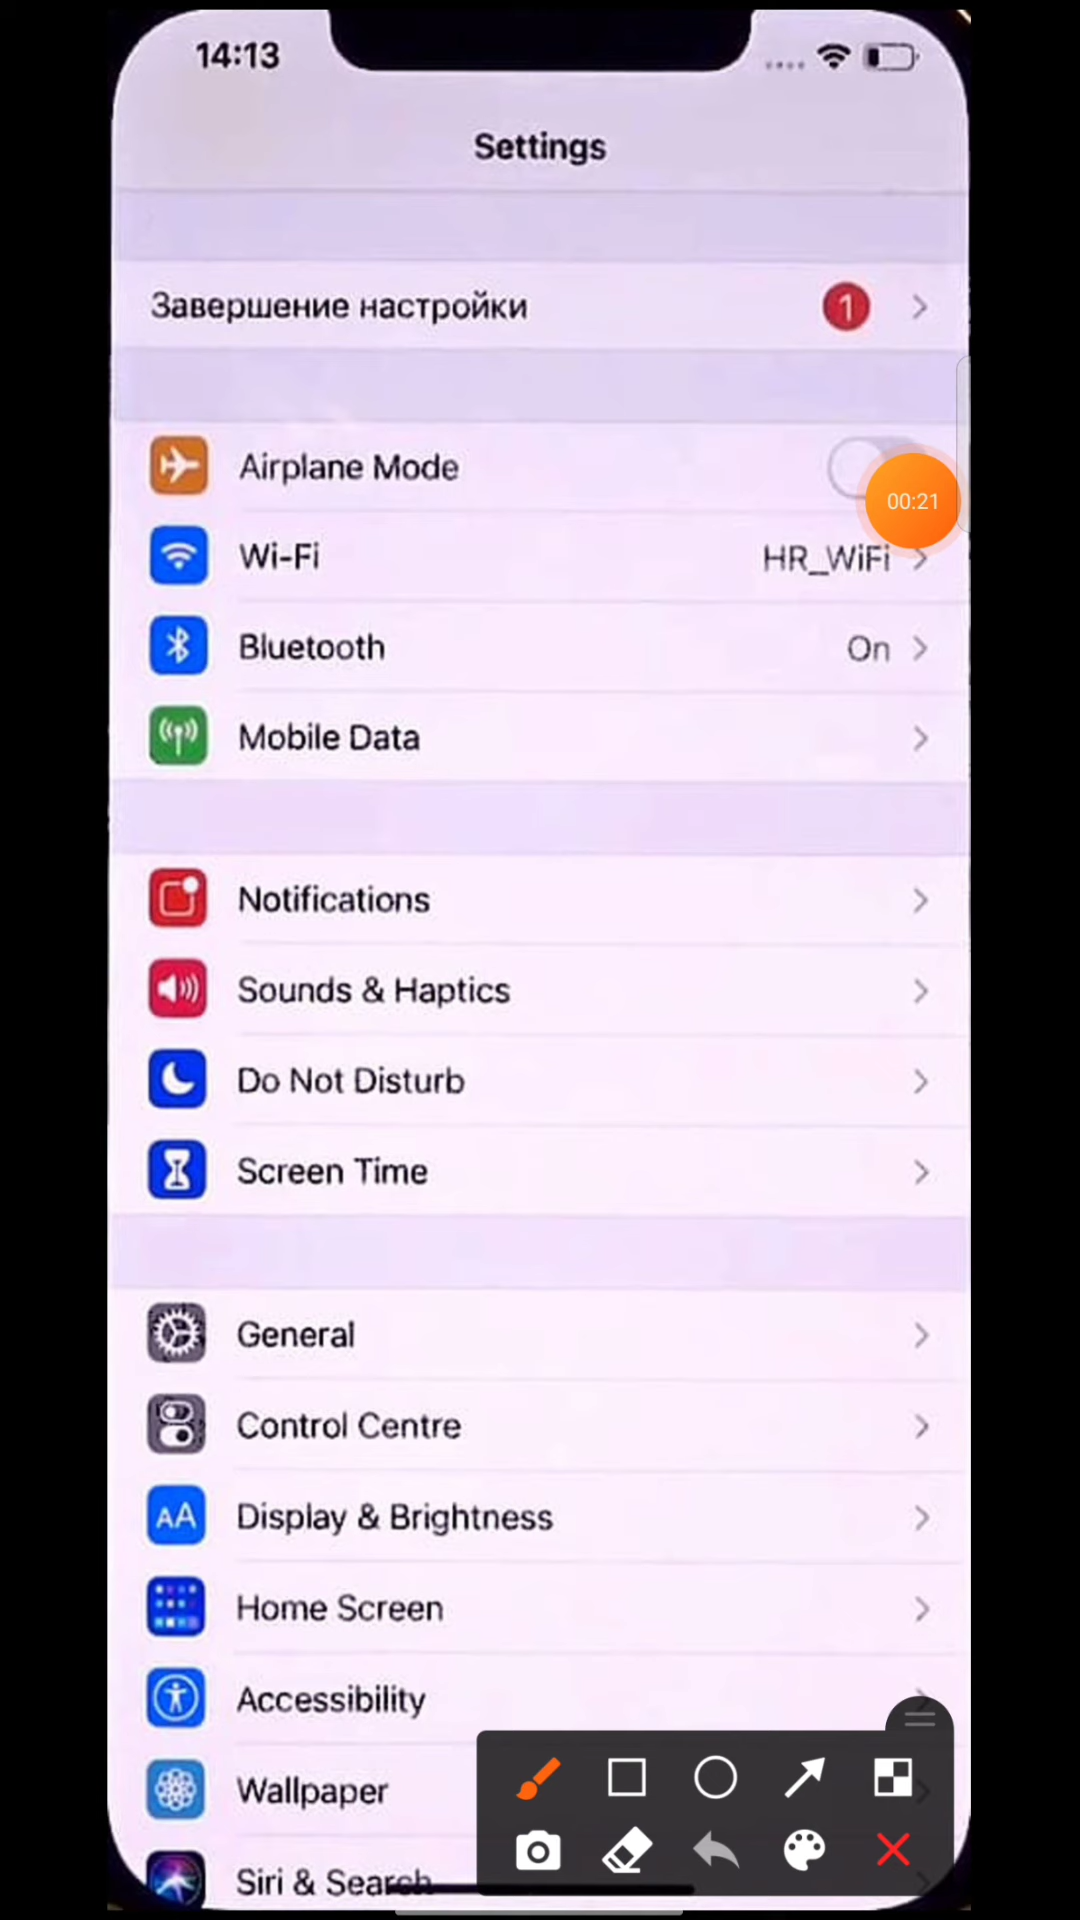 14:13
Settings
Завершение настройки
1
Airplane Mode
00:21
Wi-Fi
HR_WiFi
Bluetooth
On
Mobile Data
Notifications
Sounds & Haptics
Do Not Disturb
Screen Time
General
Control Centre
AA
Display & Brightness
Home Screen
Accessibility
Wallpaper
Siri & Search